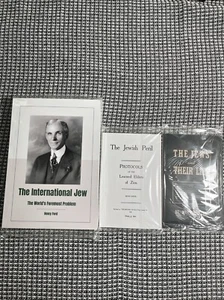 The International Jew
The World's Foremost Problem
Henry Ford
The Jewish Peril
PROTOCOLS
OF THE
Learned Elders
of Zion
THE JEWS
THEIR